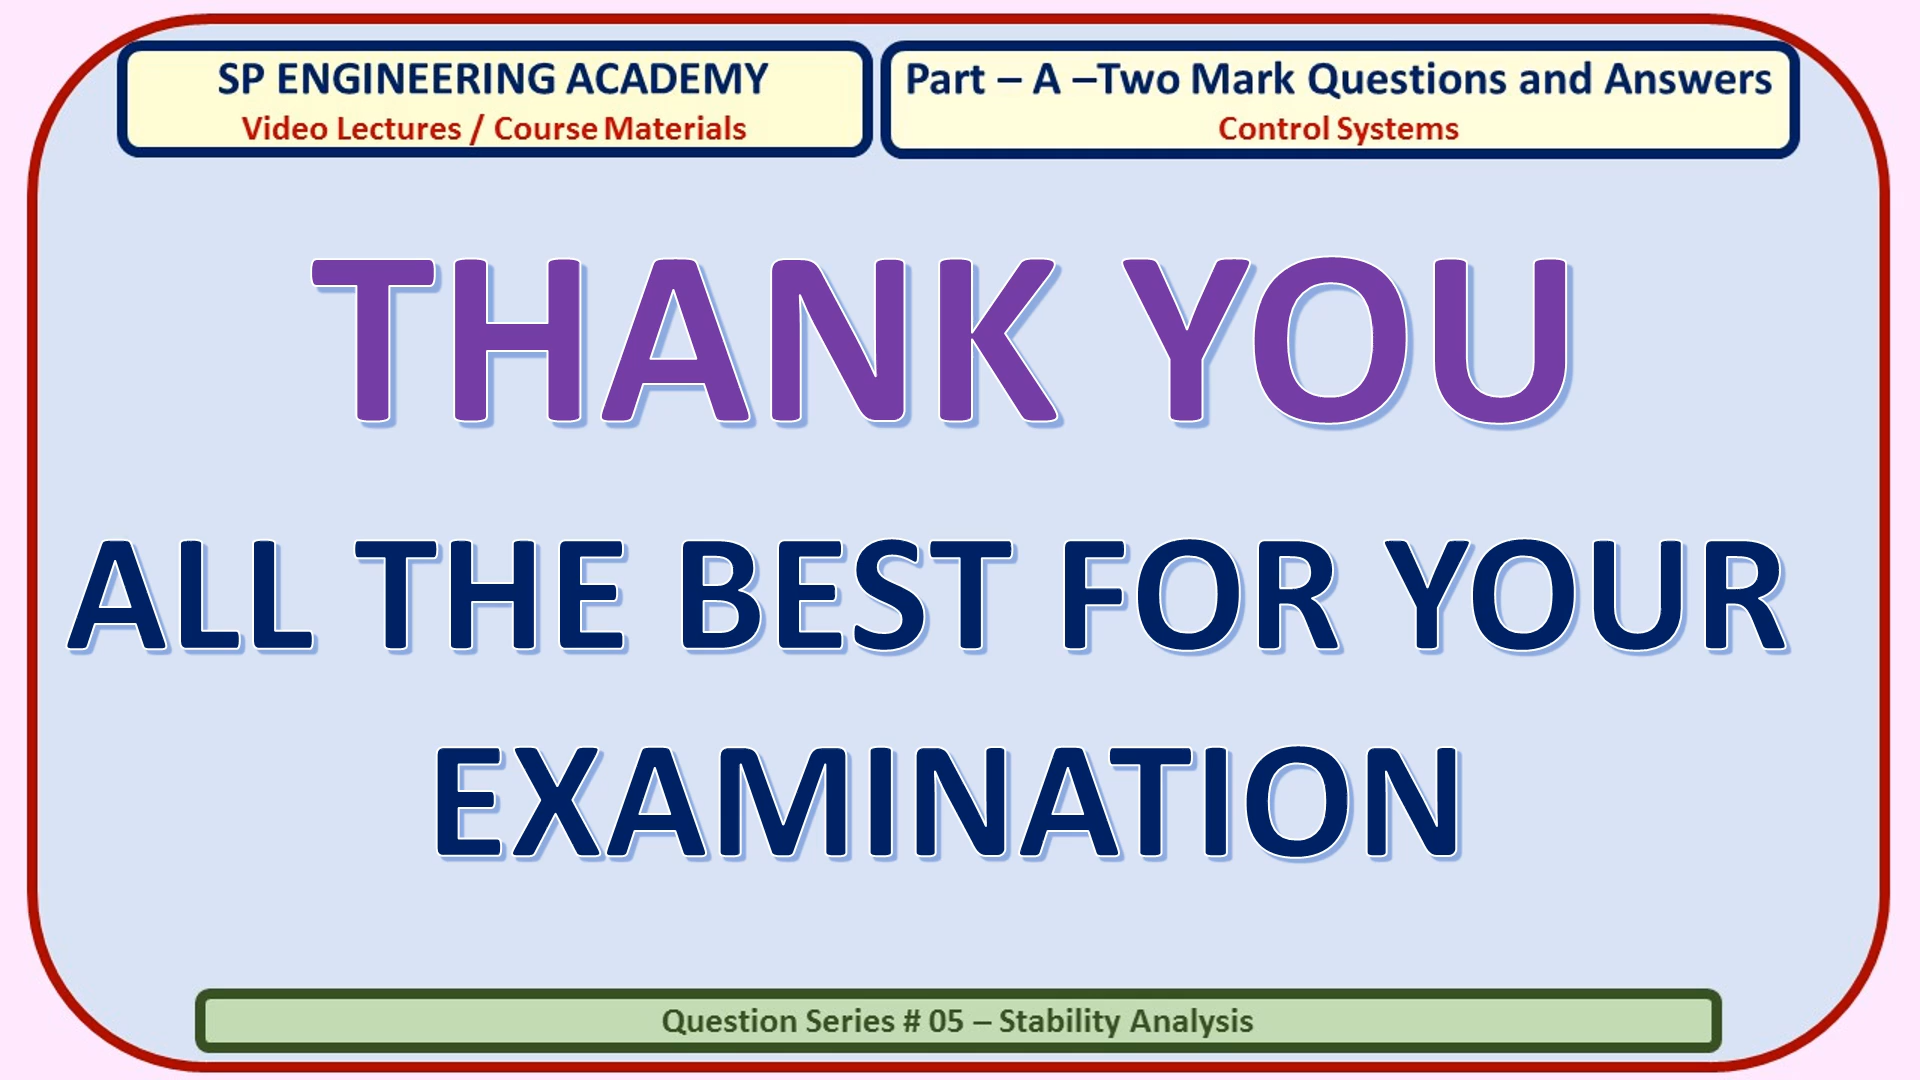 SP ENGINEERING ACADEMY
Video Lectures / Course Materials
Part – A –Two Mark Questions and Answers
Control Systems
THANK YOU
ALL THE BEST FOR YOUR
EXAMINATION
Question Series # 05 – Stability Analysis